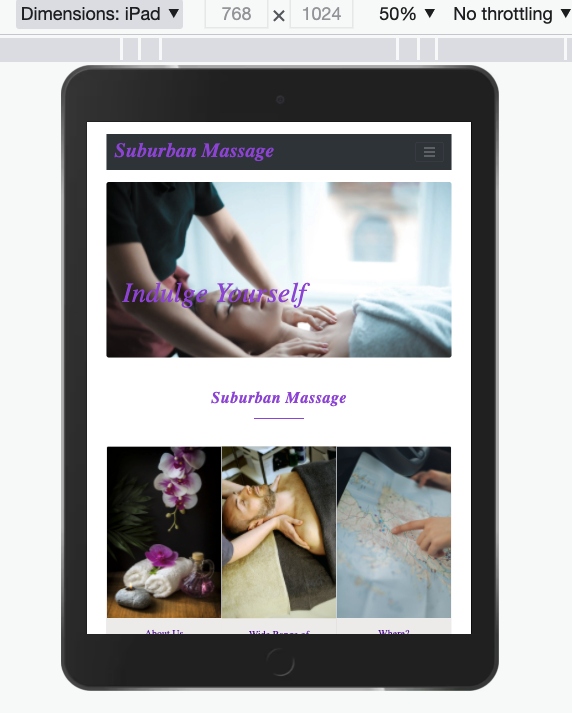 Dimensions: iPad ▼ 768 × 1024 50% ▼ No throttling ▼
Suburban Massage
Indulge Yourself
Suburban Massage
About Us Wide Range of Where?